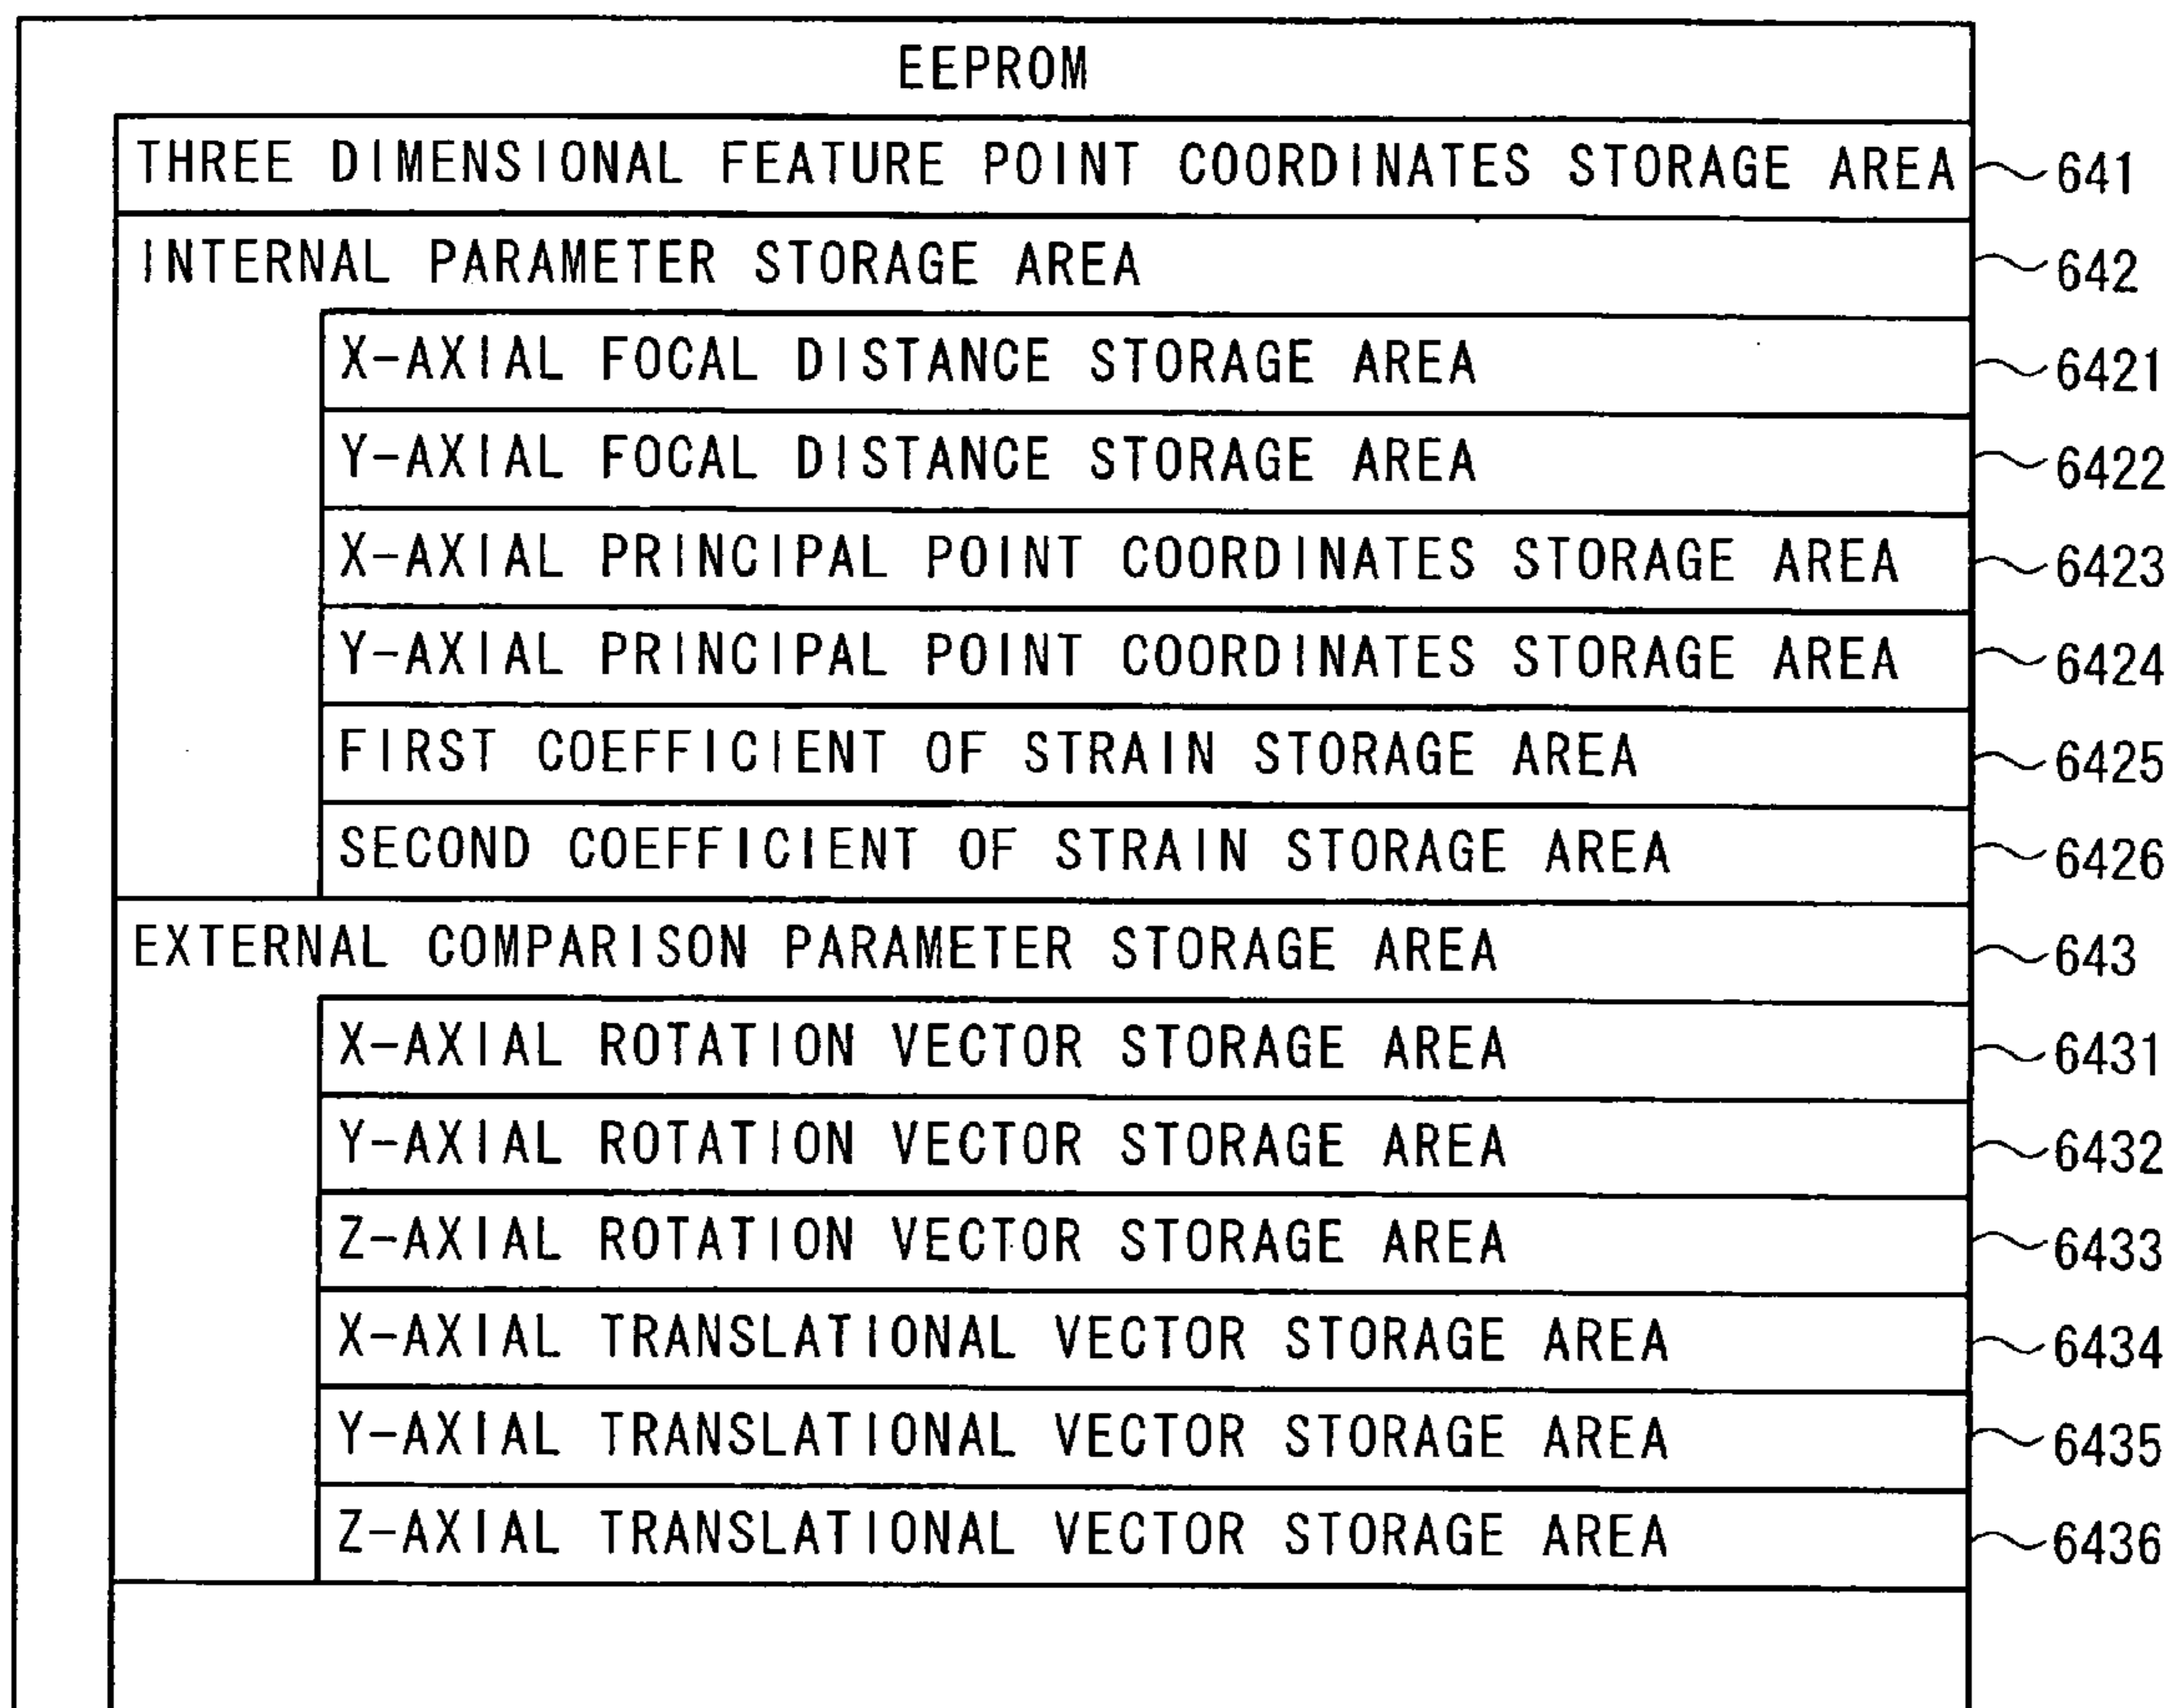 EEPROM
THREE DIMENSIONAL FEATURE POINT COORDINATES STORAGE AREA 641
INTERNAL PARAMETER STORAGE AREA 642
X-AXIAL FOCAL DISTANCE STORAGE AREA 6421
Y-AXIAL FOCAL DISTANCE STORAGE AREA 6422
X-AXIAL PRINCIPAL POINT COORDINATES STORAGE AREA 6423
Y-AXIAL PRINCIPAL POINT COORDINATES STORAGE AREA 6424
FIRST COEFFICIENT OF STRAIN STORAGE AREA 6425
SECOND COEFFICIENT OF STRAIN STORAGE AREA 6426
EXTERNAL COMPARISON PARAMETER STORAGE AREA 643
X-AXIAL ROTATION VECTOR STORAGE AREA 6431
Y-AXIAL ROTATION VECTOR STORAGE AREA 6432
Z-AXIAL ROTATION VECTOR STORAGE AREA 6433
X-AXIAL TRANSLATIONAL VECTOR STORAGE AREA 6434
Y-AXIAL TRANSLATIONAL VECTOR STORAGE AREA 6435
Z-AXIAL TRANSLATIONAL VECTOR STORAGE AREA 6436